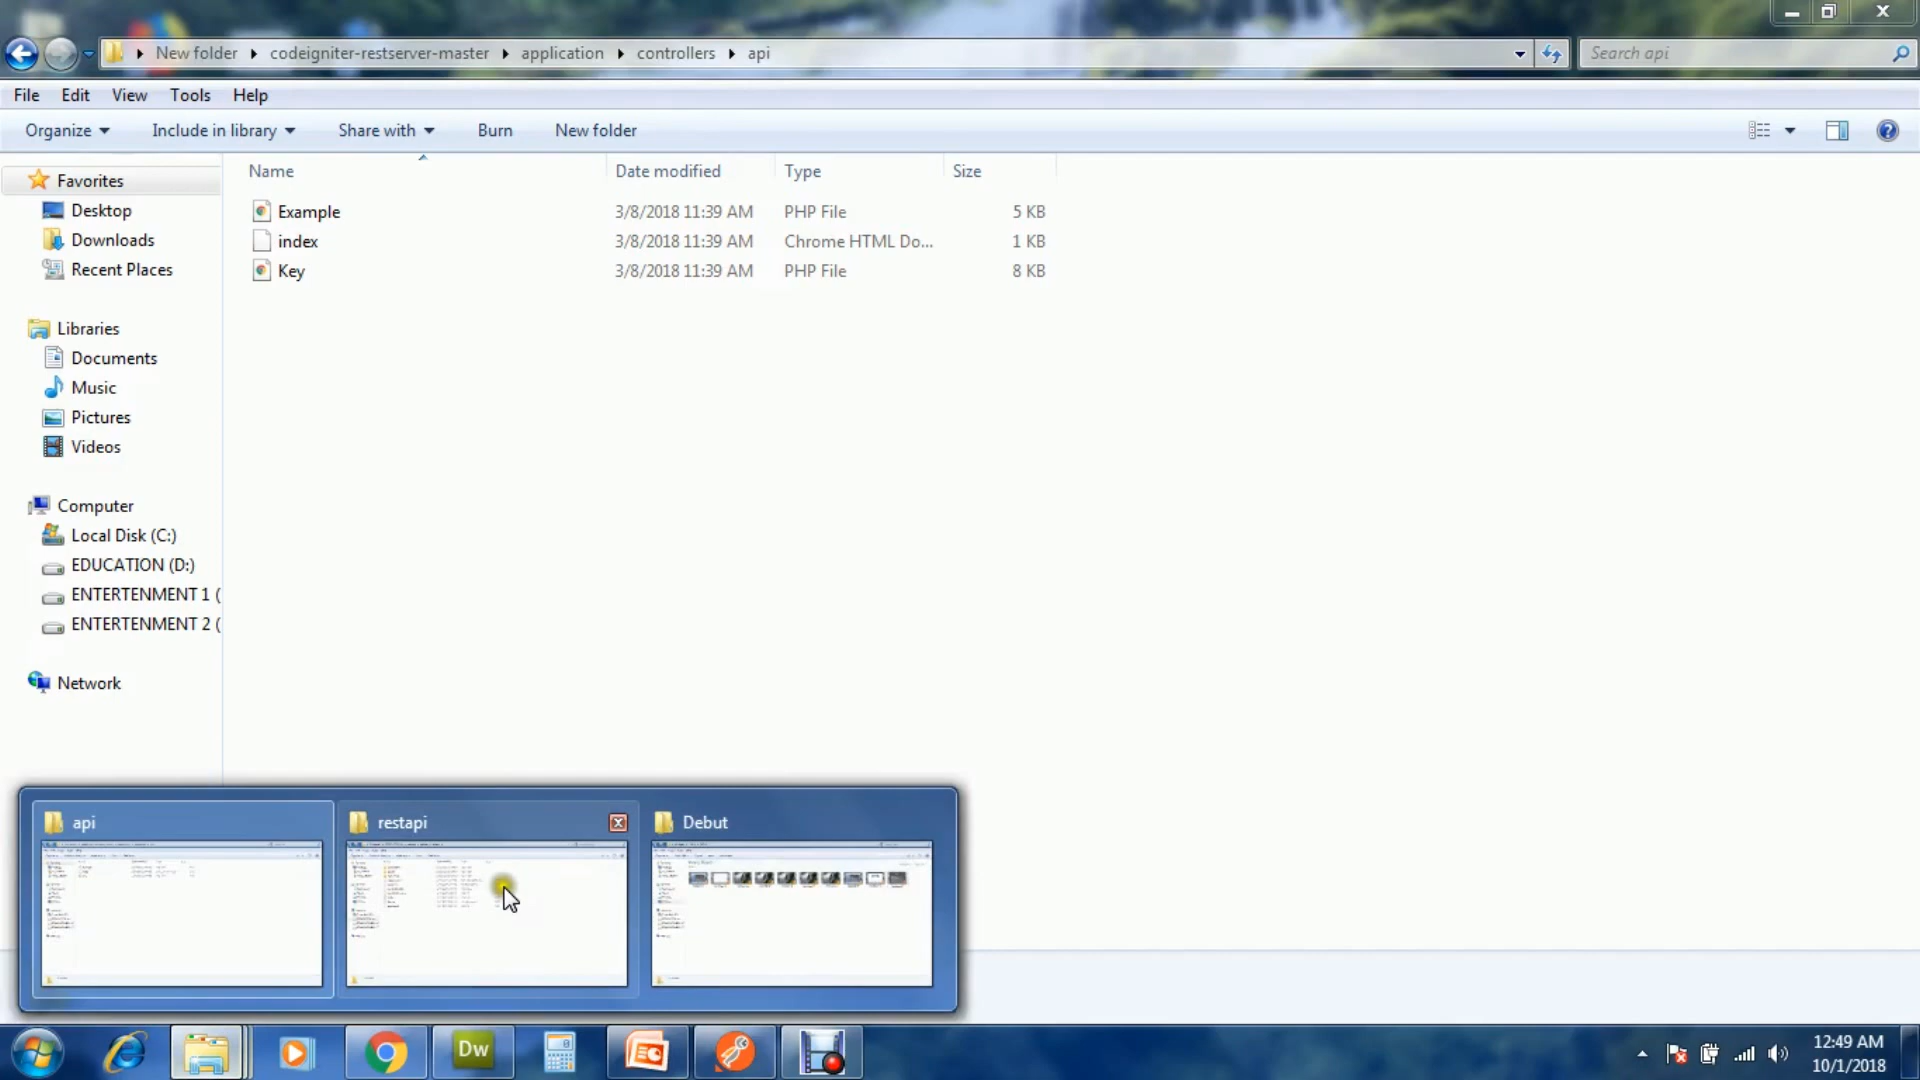 New folder codeigniter-restserver-master application controllers api
Search api
File Edit View Tools Help
Organize Include in library Share with Burn New folder
Name Date modified Type Size
Example 3/8/2018 11:39 AM PHP File 5 KB
index 3/8/2018 11:39 AM Chrome HTML Do... 1 KB
Key 3/8/2018 11:39 AM PHP File 8 KB
Favorites
Desktop
Downloads
Recent Places
Libraries
Documents
Music
Pictures
Videos
Computer
Local Disk (C:)
EDUCATION (D:)
ENTERTENMENT 1 (
ENTERTENMENT 2 (
Network
api restapi Debut
Dw
12:49 AM
10/1/2018